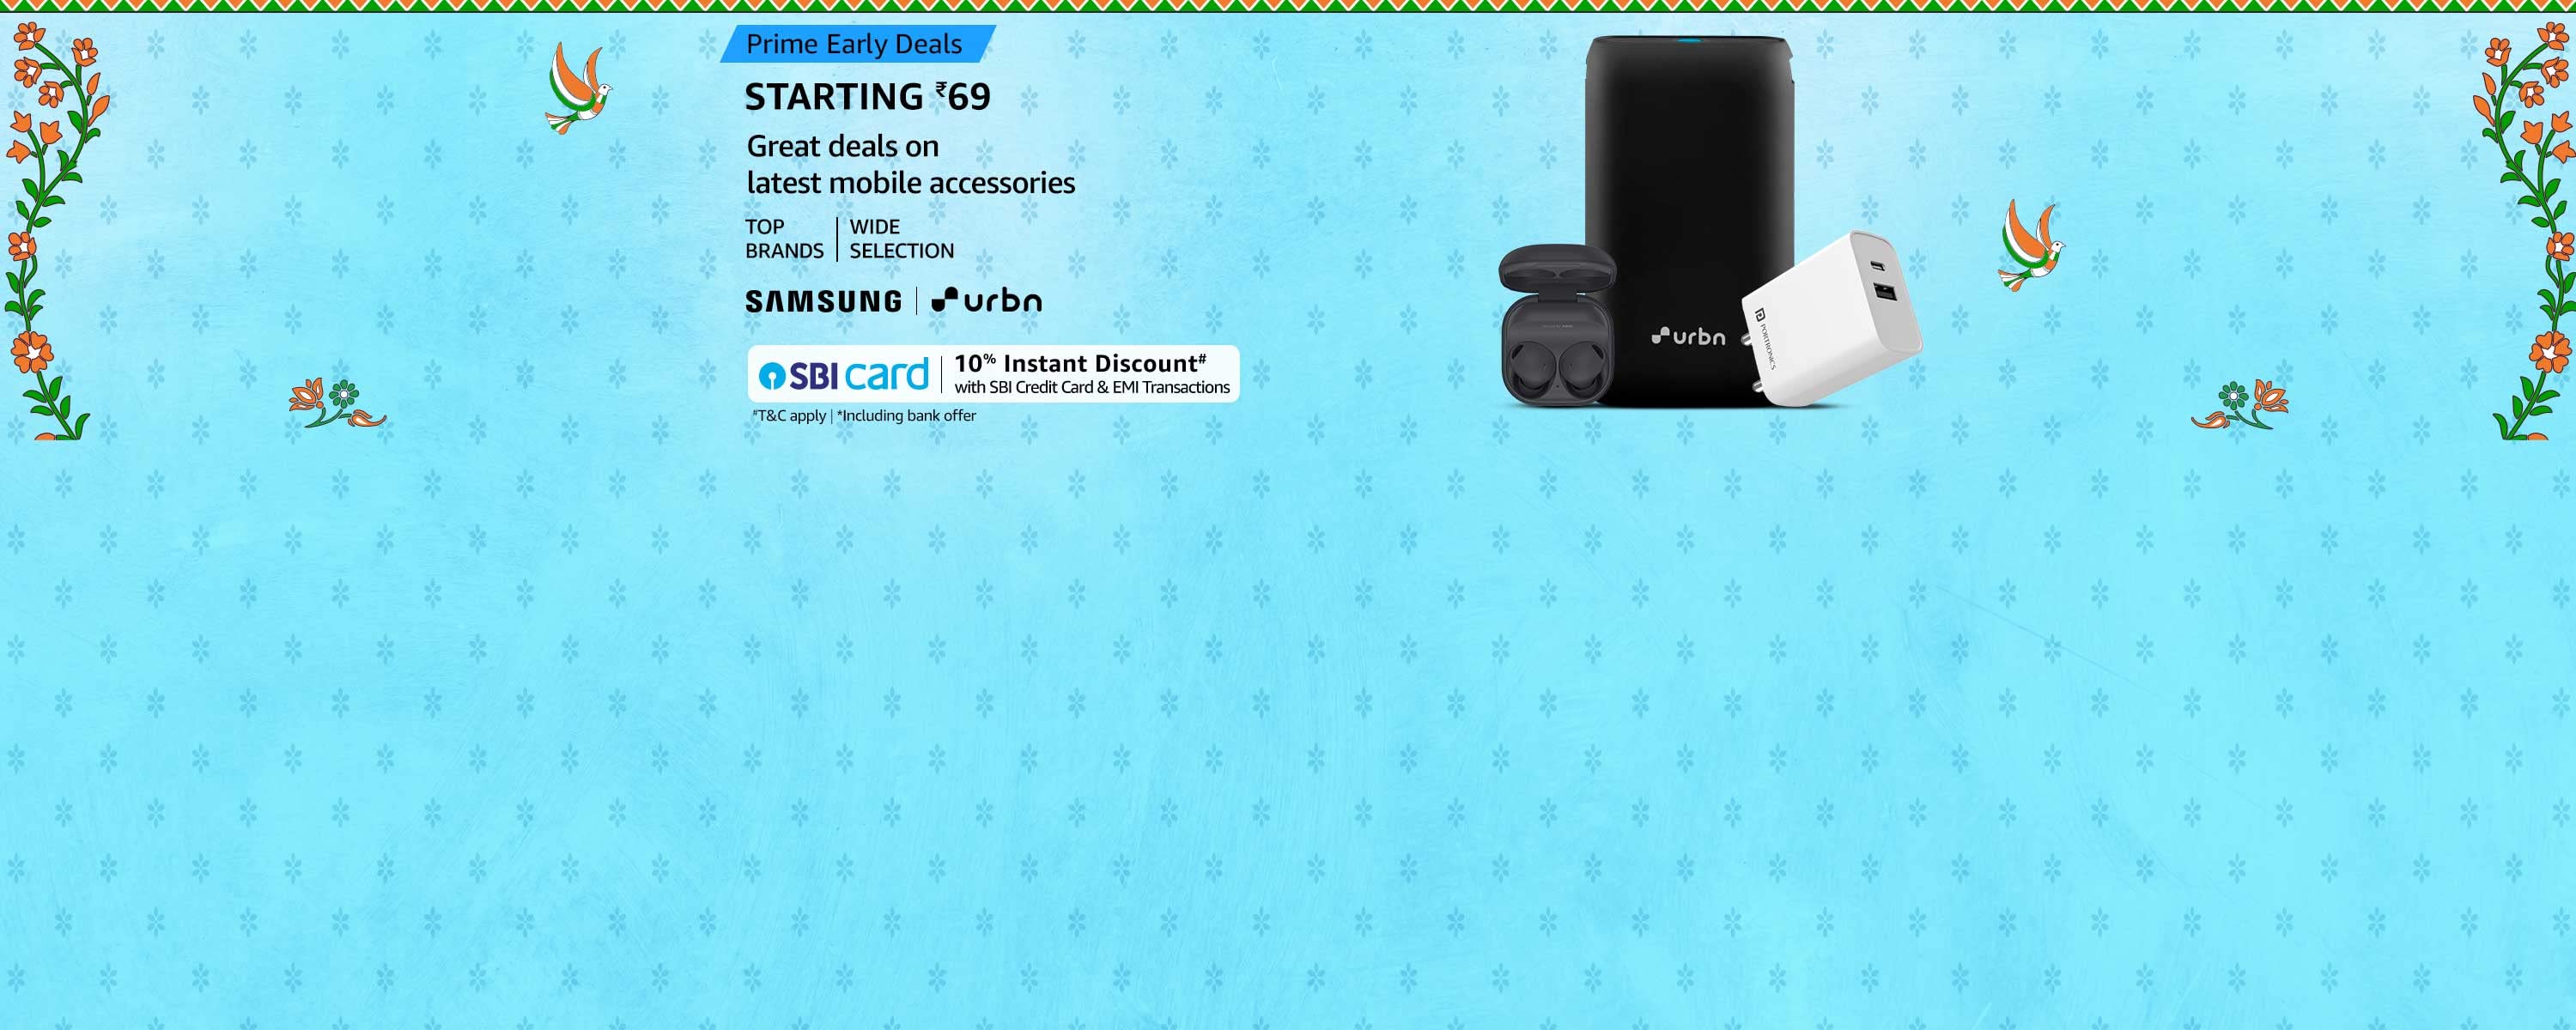 Prime Early Deals
STARTING ₹69
Great deals on
latest mobile accessories
TOP BRANDS | WIDE SELECTION
SAMSUNG | urbn
SBI card | 10% Instant Discount#
with SBI Credit Card & EMI Transactions
#T&C apply | *Including bank offer
urbn
PORTRONICS